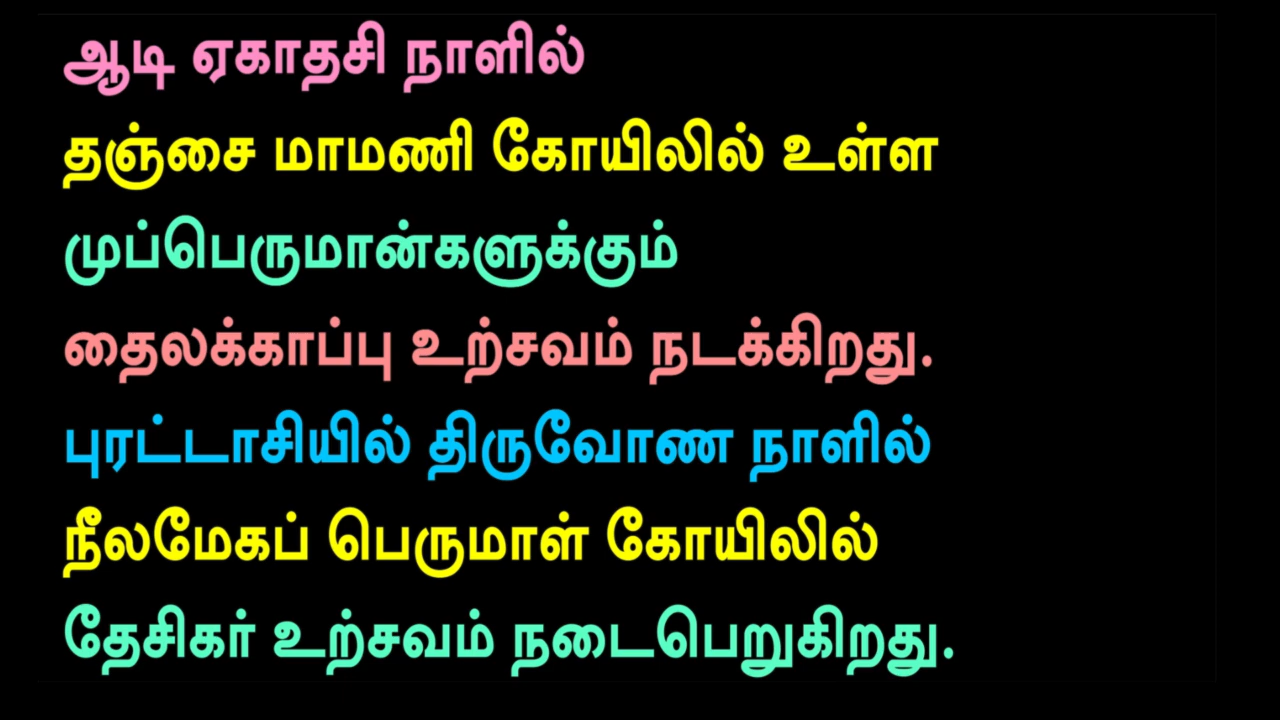 ஆடி ஏகாதசி நாளில்
தஞ்சை மாமணி கோயிலில் உள்ள
முப்பெருமான்களுக்கும்
தைலக்காப்பு உற்சவம் நடக்கிறது.
புரட்டாசியில் திருவோண நாளில்
நீலமேகப் பெருமாள் கோயிலில்
தேசிகர் உற்சவம் நடைபெறுகிறது.